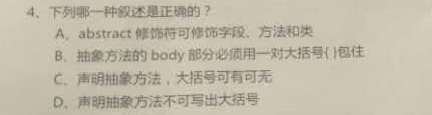 4、下列哪一种叙述是正确的？
A、abstract 修饰符可修饰字段、方法和类
B、抽象方法的 body 部分必须用一对大括号{ }包住
C、声明抽象方法，大括号可有可无
D、声明抽象方法不可写出大括号